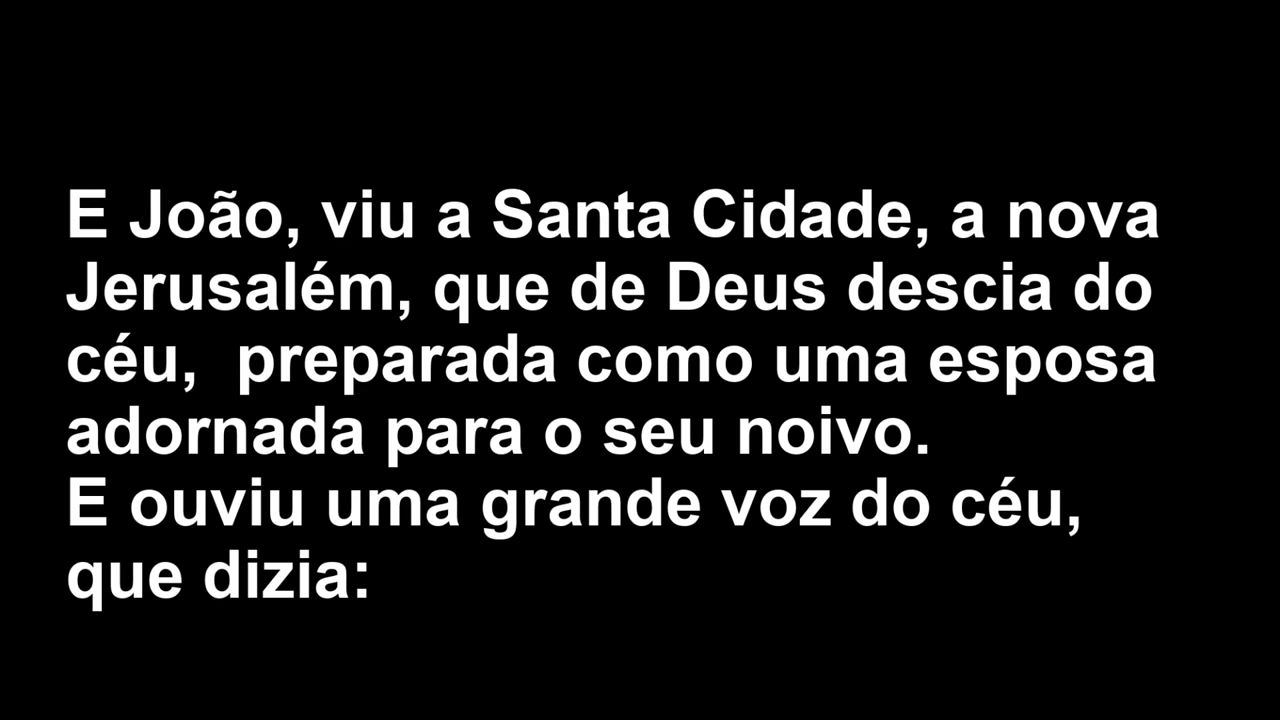 E João, viu a Santa Cidade, a nova
Jerusalém, que de Deus descia do
céu,  preparada como uma esposa
adornada para o seu noivo.
E ouviu uma grande voz do céu,
que dizia: